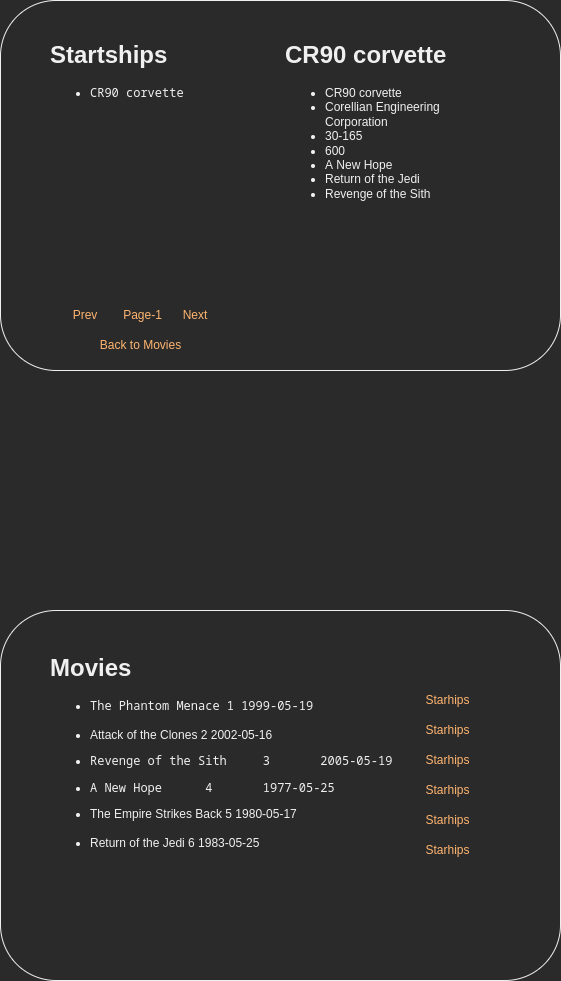 Startships
CR90 corvette
CR90 corvette
CR90 corvette
Corellian Engineering
Corporation
30-165
600
A New Hope
Return of the Jedi
Revenge of the Sith
Prev Page-1 Next
Back to Movies
Movies
The Phantom Menace 1 1999-05-19 Starhips
Attack of the Clones 2 2002-05-16 Starhips
Revenge of the Sith 3 2005-05-19 Starhips
A New Hope 4 1977-05-25 Starhips
The Empire Strikes Back 5 1980-05-17 Starhips
Return of the Jedi 6 1983-05-25 Starhips